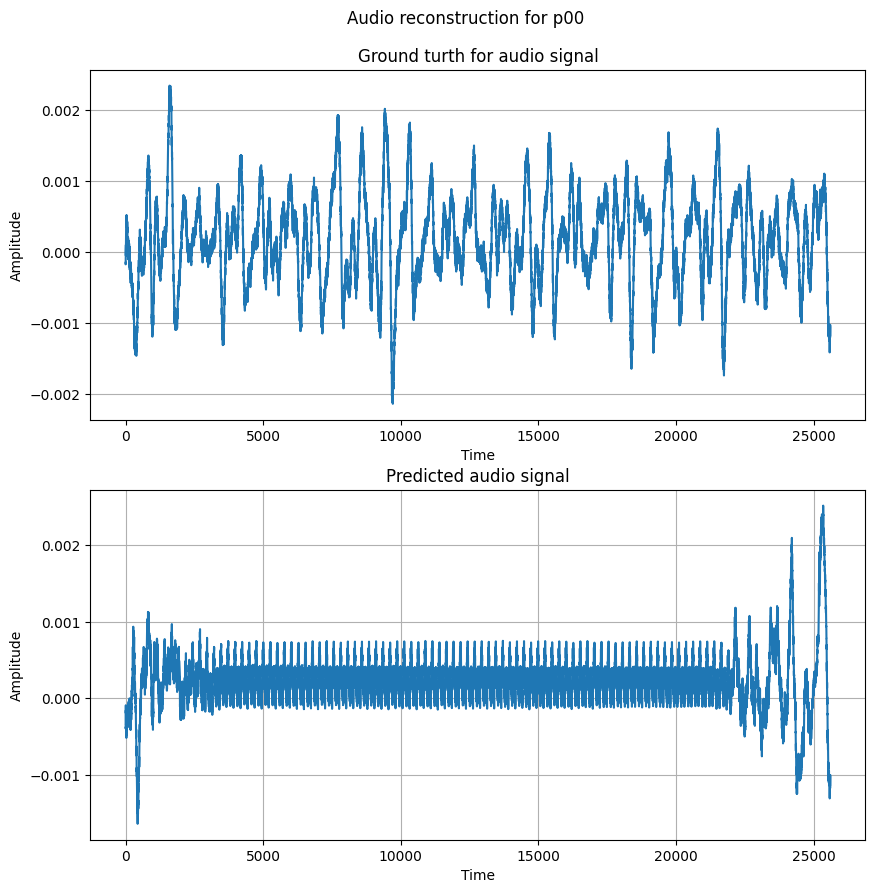 Audio reconstruction for p00
Ground turth for audio signal
Amplitude
0.002
0.001
0.000
−0.001
−0.002
0 5000 10000 15000 20000 25000
Time
Predicted audio signal
Amplitude
0.002
0.001
0.000
−0.001
0 5000 10000 15000 20000 25000
Time